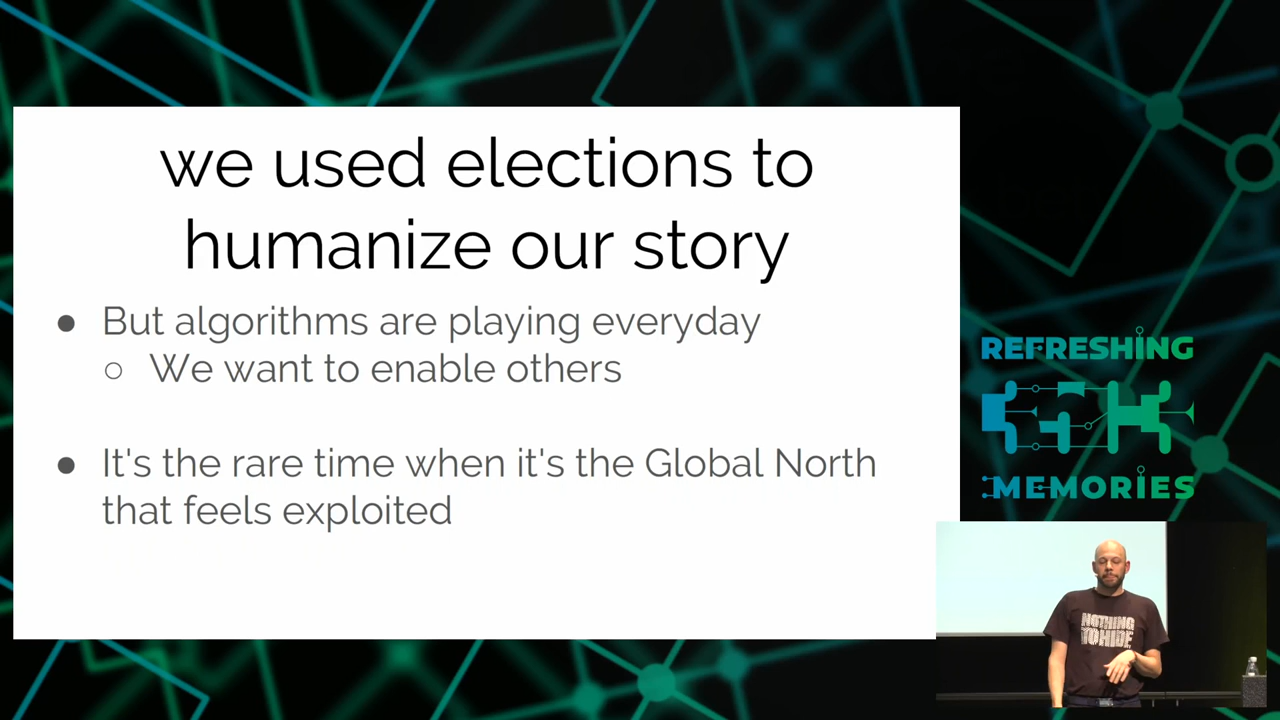 we used elections to
humanize our story
● But algorithms are playing everyday
○ We want to enable others
● It's the rare time when it's the Global North
that feels exploited
REFRESHING
35C3
MEMORIES
NOTHING
TO HIDE